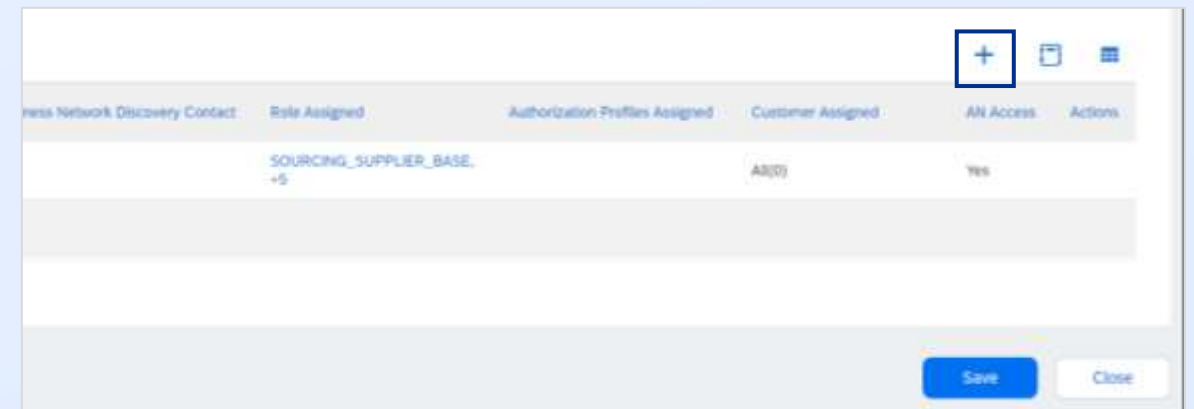 ness Network Discovery Contact Role Assigned Authorization Profiles Assigned Customer Assigned AN Access Actions
SOURCING_SUPPLIER_BASE, All(0) Yes
+5
Save Close